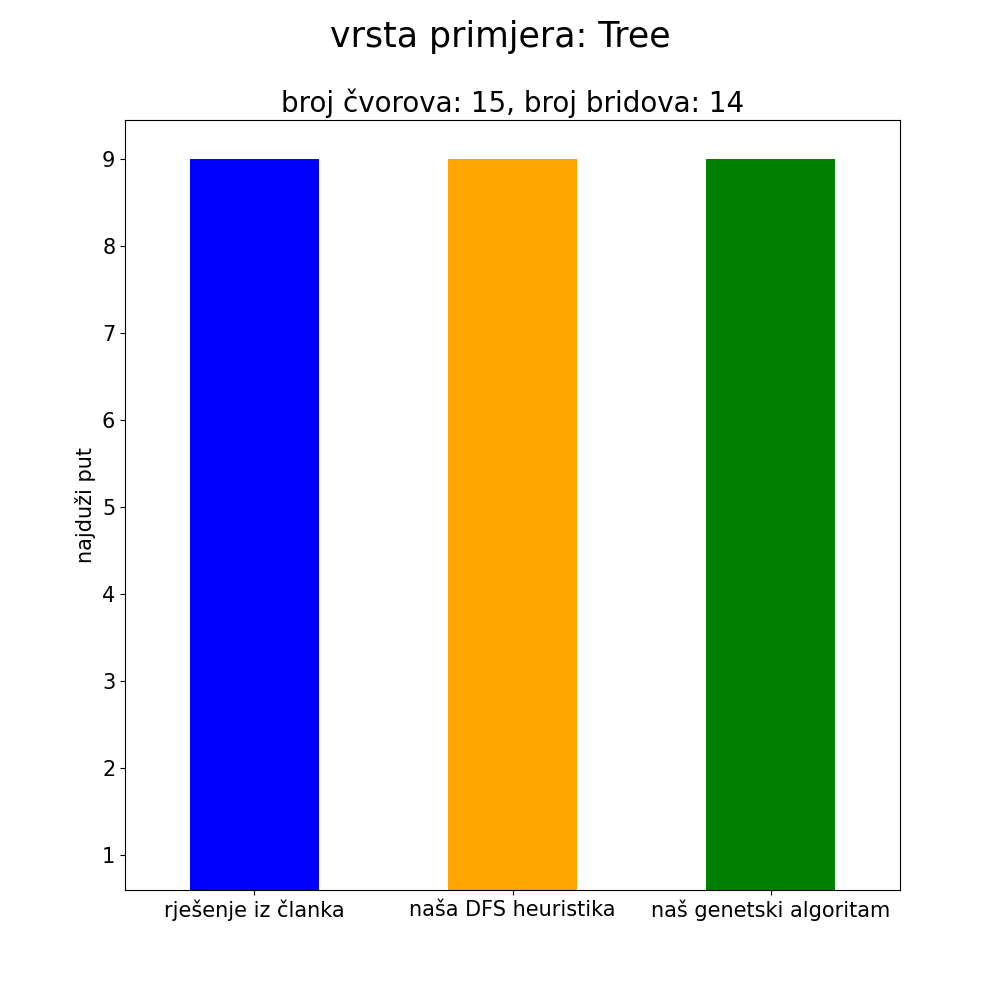 vrsta primjera: Tree
broj čvorova: 15, broj bridova: 14
9
8
7
6
5
4
3
2
1
najduži put
rješenje iz članka
naša DFS heuristika
naš genetski algoritam